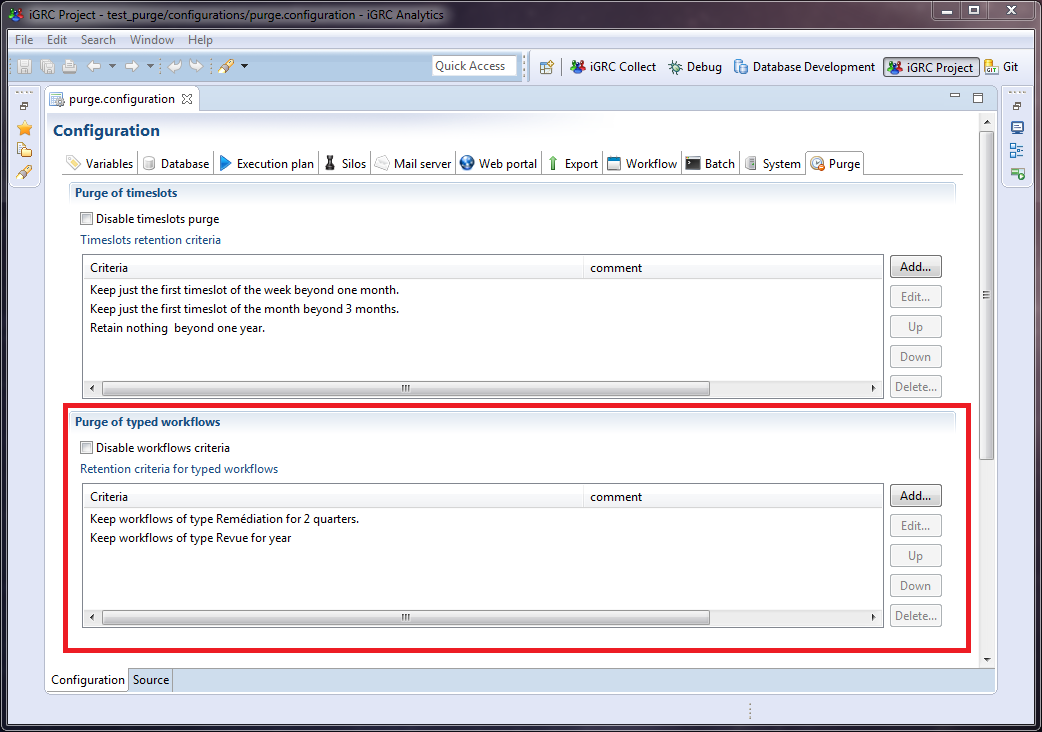 iGRC Project - test_purge/configurations/purge.configuration - iGRC Analytics
File Edit Search Window Help
Quick Access iGRC Collect Debug Database Development iGRC Project GIT Git
purge.configuration
Configuration
Variables Database Execution plan Silos Mail server Web portal Export Workflow Batch System Purge
Purge of timeslots
Disable timeslots purge
Timeslots retention criteria
Criteria comment Add...
Keep just the first timeslot of the week beyond one month.
Edit...
Keep just the first timeslot of the month beyond 3 months.
Retain nothing  beyond one year.
Up
Down
Delete...
Purge of typed workflows
Disable workflows criteria
Retention criteria for typed workflows
Criteria comment Add...
Keep workflows of type Remédiation for 2 quarters.
Edit...
Keep workflows of type Revue for year
Up
Down
Delete...
Configuration Source